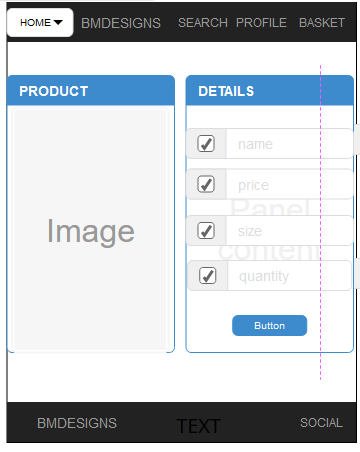 HOME BMDESIGNS SEARCH PROFILE BASKET
PRODUCT
Image
DETAILS
name
price
Panel
size
content
quantity
Button
BMDESIGNS TEXT SOCIAL